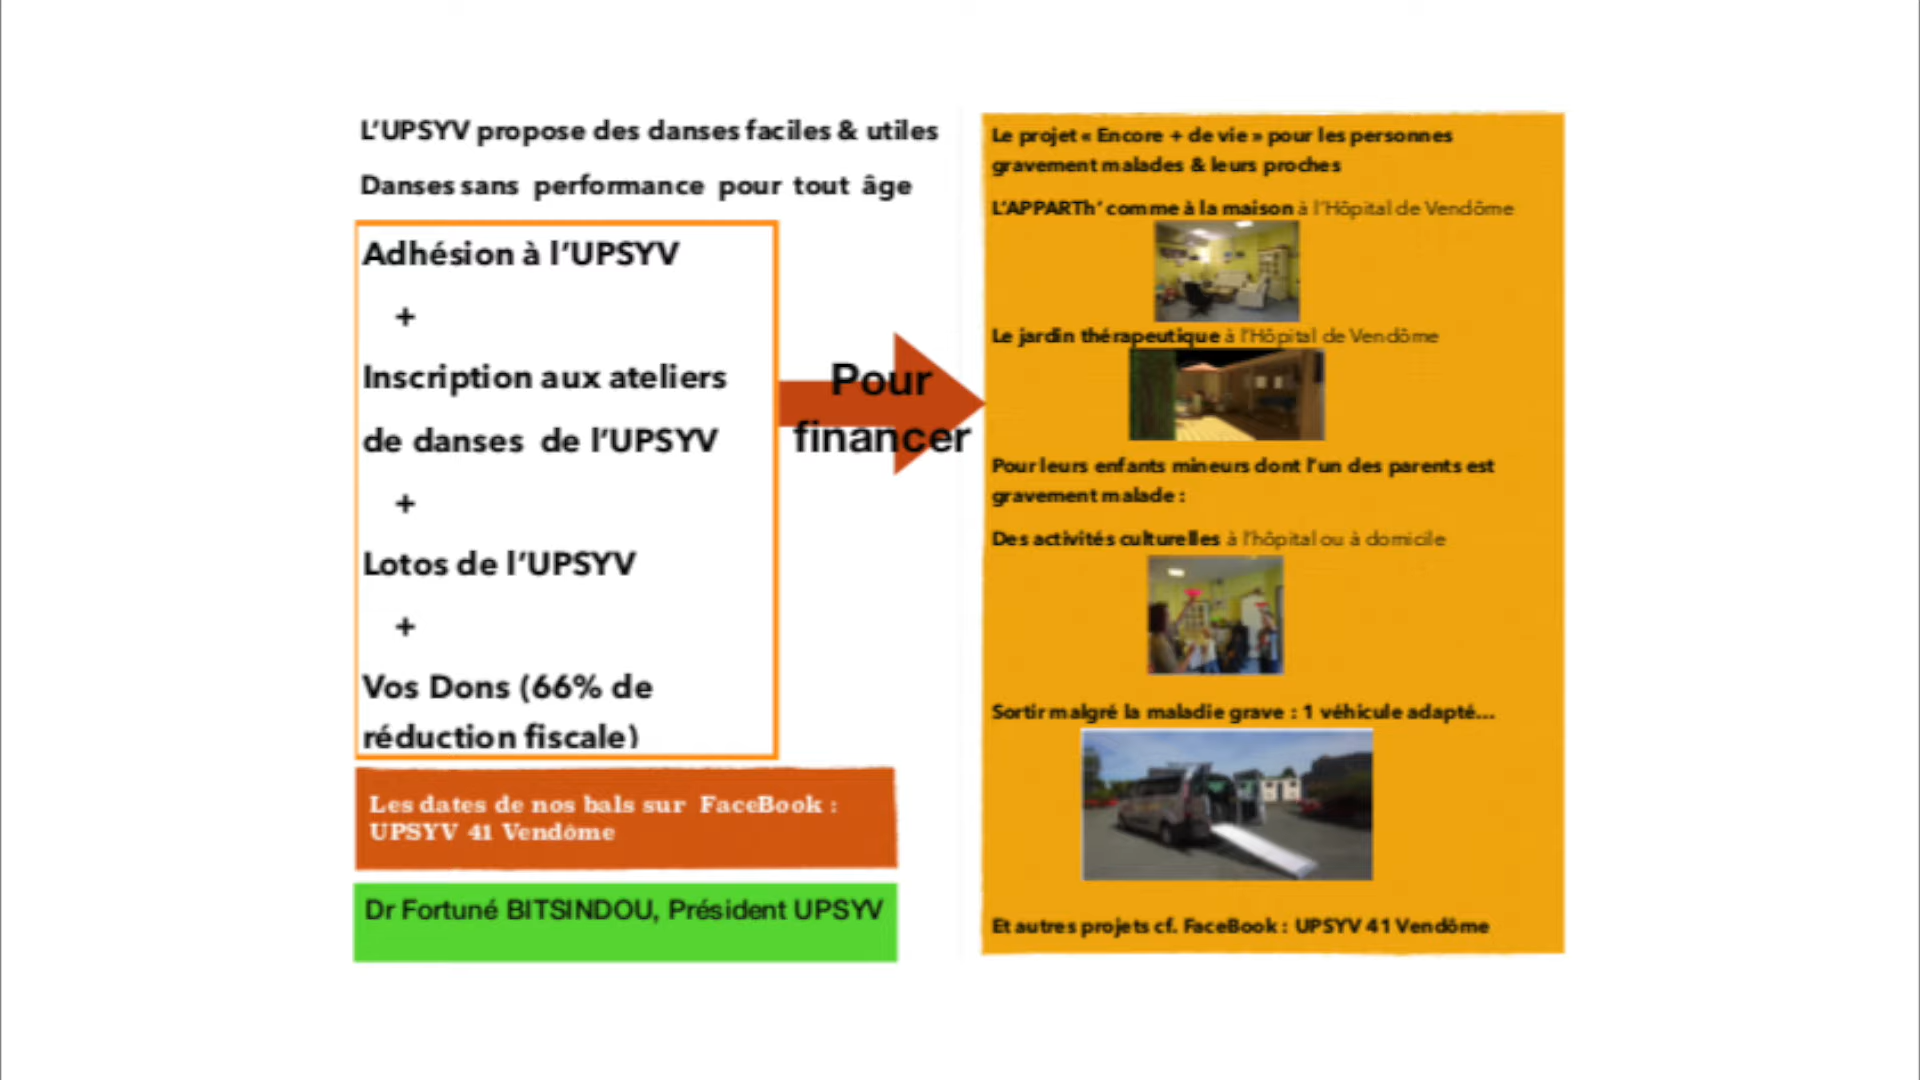 L'UPSYV propose des danses faciles & utiles
Danses sans performance pour tout âge
Adhésion à l'UPSYV
+
Inscription aux ateliers
de danses de l'UPSYV
+
Lotos de l'UPSYV
+
Vos Dons (66% de
réduction fiscale)
Pour
financer
Les dates de nos bals sur FaceBook :
UPSYV 41 Vendôme
Dr Fortuné BITSINDOU, Président UPSYV
Le projet « Encore + de vie » pour les personnes
gravement malades & leurs proches
L'APPARTh' comme à la maison à l'Hôpital de Vendôme
Le jardin thérapeutique à l'Hôpital de Vendôme
Pour leurs enfants mineurs dont l'un des parents est
gravement malade :
Des activités culturelles à l'hôpital ou à domicile
Sortir malgré la maladie grave : 1 véhicule adapté...
Et autres projets cf. FaceBook : UPSYV 41 Vendôme